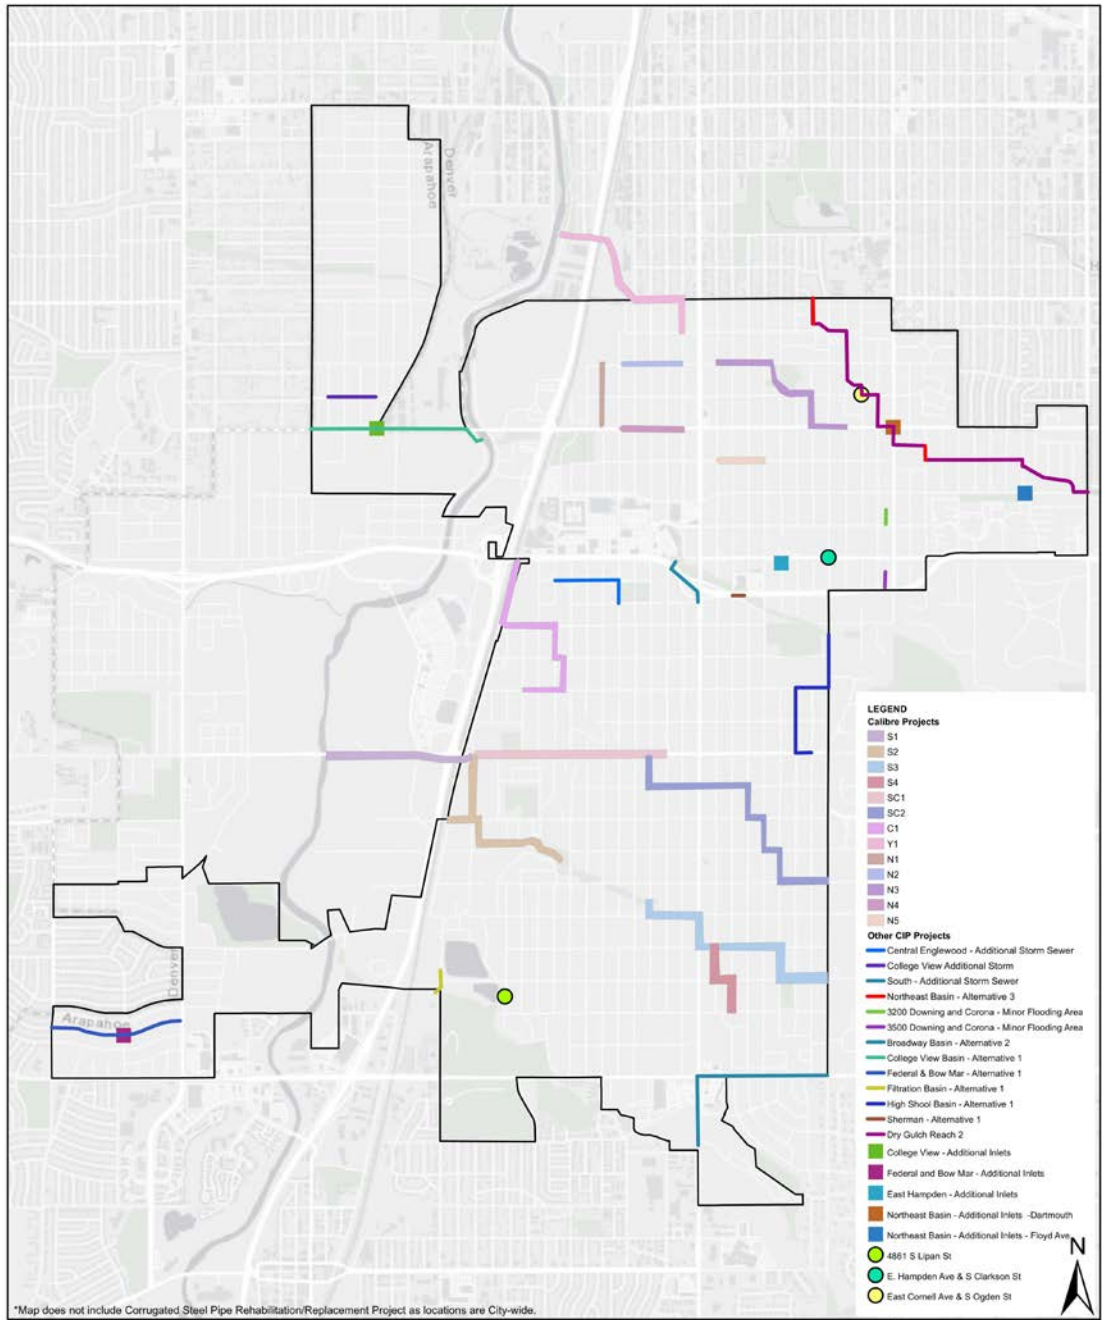 Denver
Arapahoe
Denver
Arapahoe
LEGEND
Calibre Projects
S1
S2
S3
S4
SC1
SC2
C1
Y1
N1
N2
N3
N4
N5
Other CIP Projects
Central Englewood - Additional Storm Sewer
College View Additional Storm
South - Additional Storm Sewer
Northeast Basin - Alternative 3
3200 Downing and Corona - Minor Flooding Area
3500 Downing and Corona - Minor Flooding Area
Broadway Basin - Alternative 2
College View Basin - Alternative 1
Federal & Bow Mar - Alternative 1
Filtration Basin - Alternative 1
High Shool Basin - Alternative 1
Sherman - Alternative 1
Dry Gulch Reach 2
College View - Additional Inlets
Federal and Bow Mar - Additional Inlets
East Hampden - Additional Inlets
Northeast Basin - Additional Inlets -Dartmouth
Northeast Basin - Additional Inlets - Floyd Ave
4861 S Lipan St
E. Hampden Ave & S Clarkson St
East Cornell Ave & S Ogden St
N
*Map does not include Corrugated Steel Pipe Rehabilitation/Replacement Project as locations are City-wide.